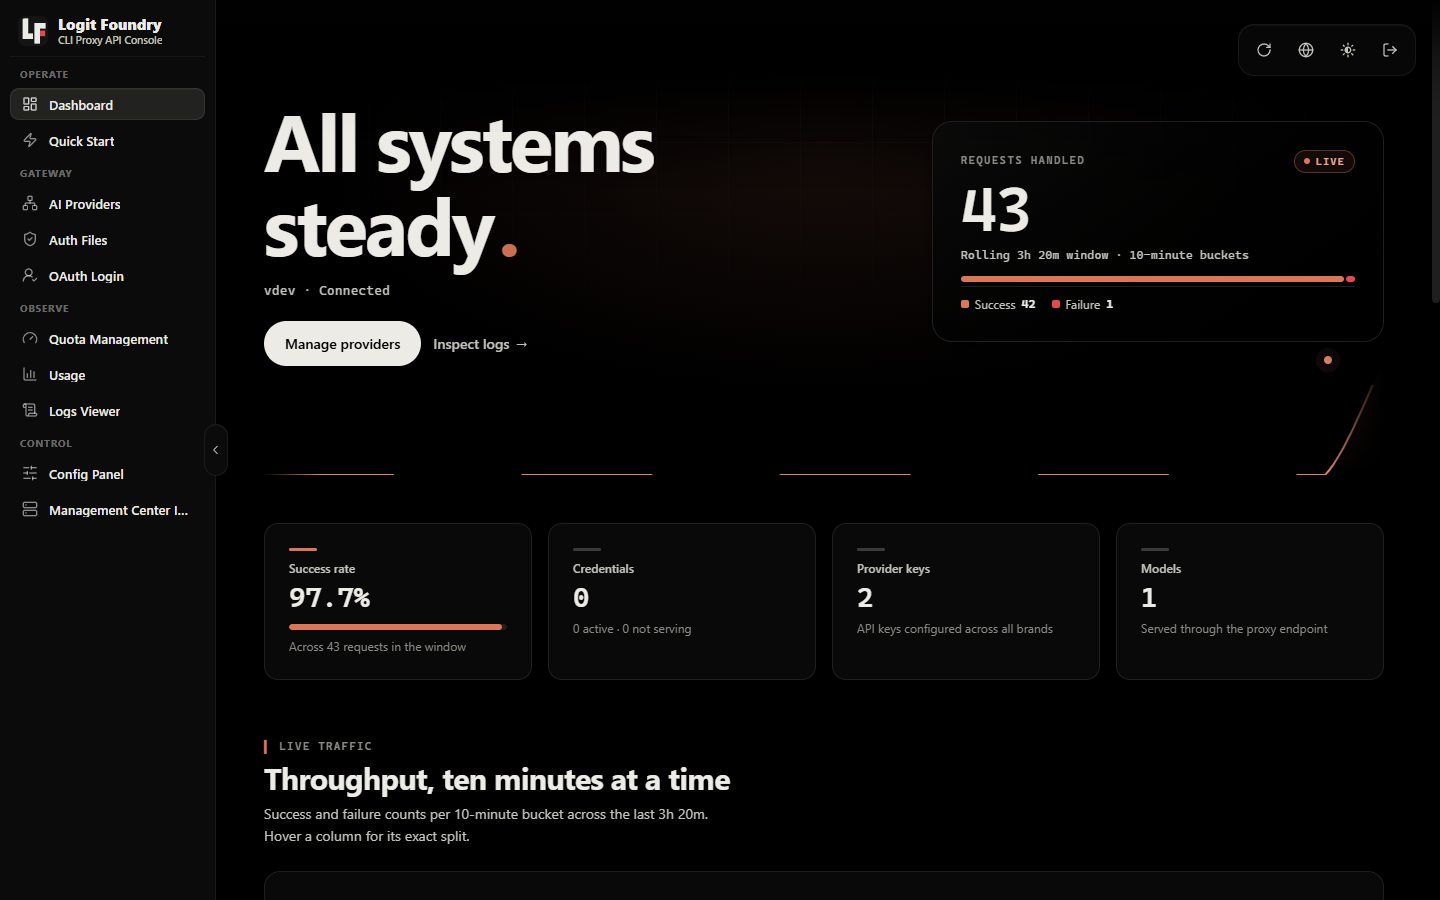 Logit Foundry
CLI Proxy API Console
OPERATE
Dashboard
Quick Start
GATEWAY
AI Providers
Auth Files
OAuth Login
OBSERVE
Quota Management
Usage
Logs Viewer
CONTROL
Config Panel
Management Center I...
All systems
steady.
vdev · Connected
Manage providers
Inspect logs →
REQUESTS HANDLED
LIVE
43
Rolling 3h 20m window · 10-minute buckets
Success 42 Failure 1
Success rate
97.7%
Across 43 requests in the window
Credentials
0
0 active · 0 not serving
Provider keys
2
API keys configured across all brands
Models
1
Served through the proxy endpoint
LIVE TRAFFIC
Throughput, ten minutes at a time
Success and failure counts per 10-minute bucket across the last 3h 20m.
Hover a column for its exact split.